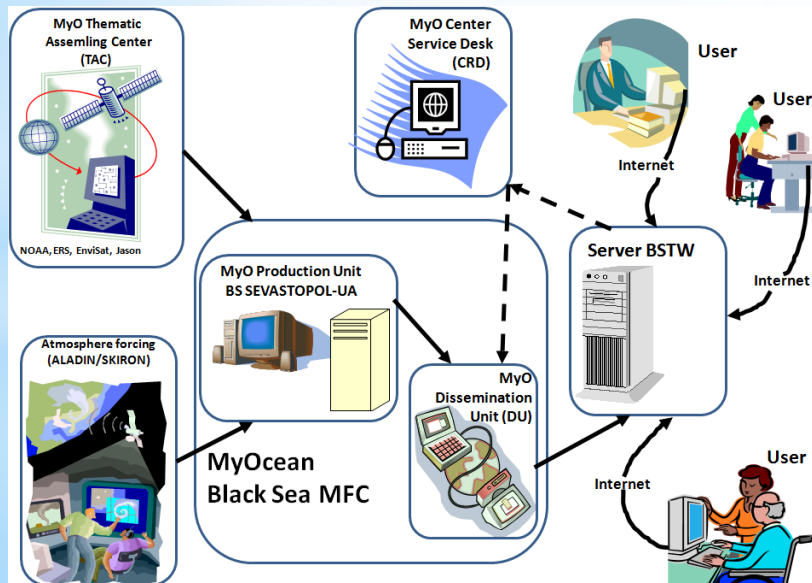 MyO Thematic
Assemling Center
(TAC)
NOAA, ERS, EnviSat, Jason
MyO Center
Service Desk
(CRD)
User
User
Internet
Internet
Server BSTW
MyO Production Unit
BS SEVASTOPOL-UA
Atmosphere forcing
(ALADIN/SKIRON)
MyO
Dissemination
Unit (DU)
MyOcean
Black Sea MFC
User
Internet